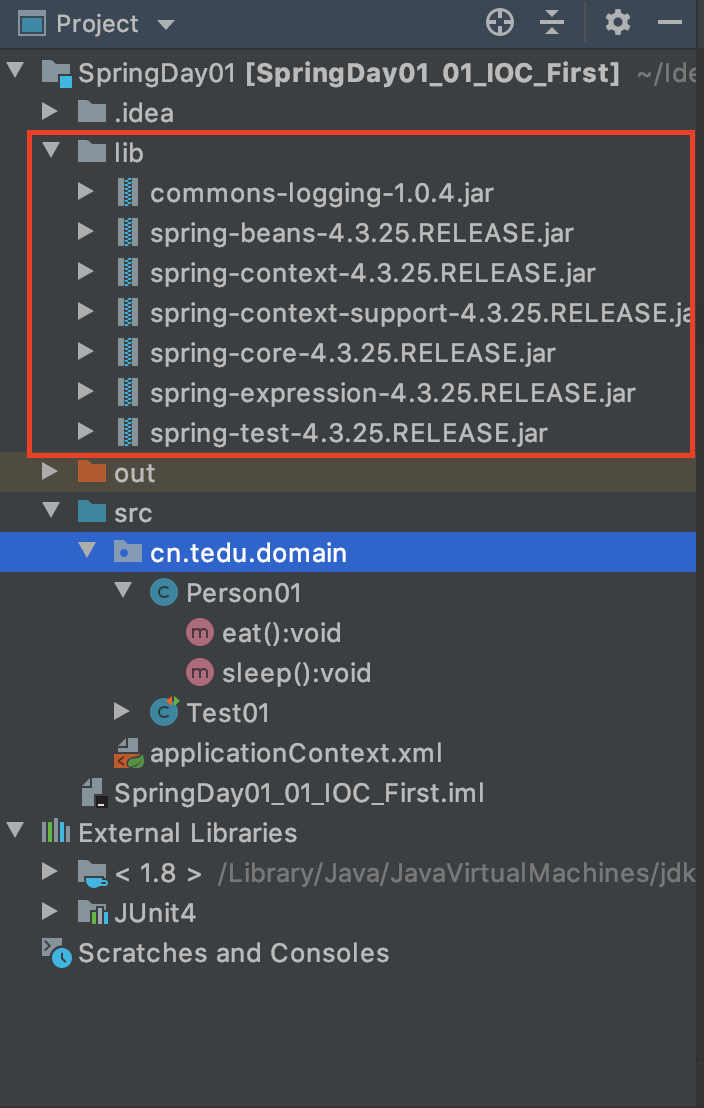 Project
SpringDay01 [SpringDay01_01_IOC_First] ~/Ide
.idea
lib
commons-logging-1.0.4.jar
spring-beans-4.3.25.RELEASE.jar
spring-context-4.3.25.RELEASE.jar
spring-context-support-4.3.25.RELEASE.ja
spring-core-4.3.25.RELEASE.jar
spring-expression-4.3.25.RELEASE.jar
spring-test-4.3.25.RELEASE.jar
out
src
cn.tedu.domain
C Person01
m eat():void
m sleep():void
C Test01
applicationContext.xml
SpringDay01_01_IOC_First.iml
External Libraries
< 1.8 > /Library/Java/JavaVirtualMachines/jdk
JUnit4
Scratches and Consoles